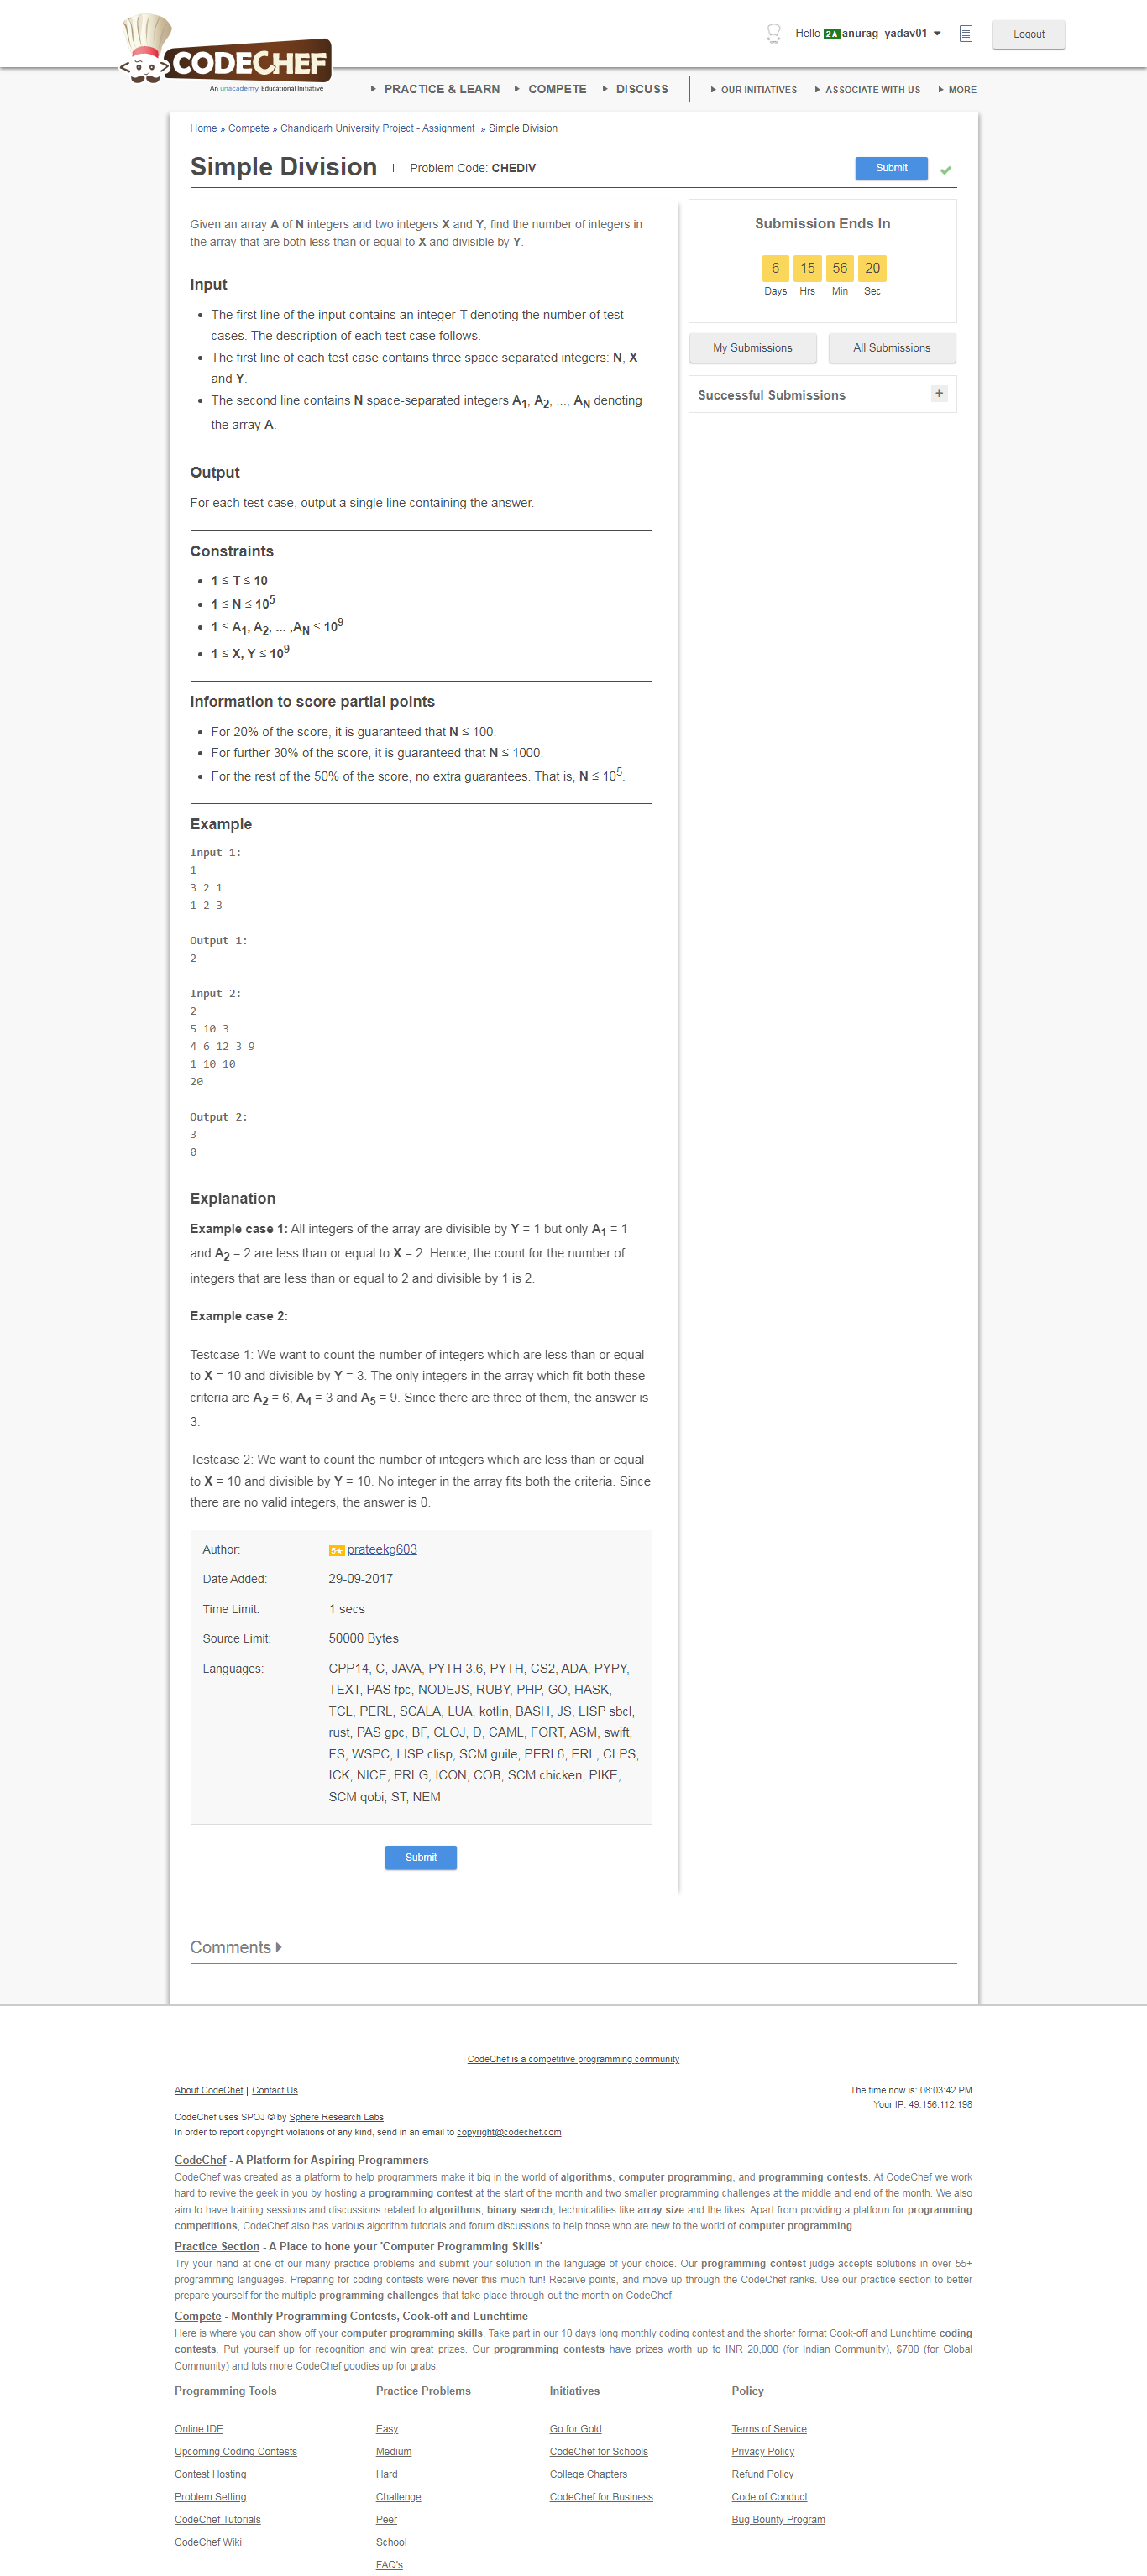 CODECHEF
An unacademy Educational Initiative
Hello 2★ anurag_yadav01
Logout
PRACTICE & LEARN COMPETE DISCUSS OUR INITIATIVES ASSOCIATE WITH US MORE
Home » Compete » Chandigarh University Project - Assignment » Simple Division
Simple Division
Problem Code: CHEDIV
Submit
Given an array A of N integers and two integers X and Y, find the number of integers in
the array that are both less than or equal to X and divisible by Y.
Input
• The first line of the input contains an integer T denoting the number of test
cases. The description of each test case follows.
• The first line of each test case contains three space separated integers: N, X
and Y.
• The second line contains N space-separated integers A1, A2, ..., AN denoting
the array A.
Output
For each test case, output a single line containing the answer.
Constraints
• 1 ≤ T ≤ 10
• 1 ≤ N ≤ 10^5
• 1 ≤ A1, A2, ... ,AN ≤ 10^9
• 1 ≤ X, Y ≤ 10^9
Information to score partial points
• For 20% of the score, it is guaranteed that N ≤ 100.
• For further 30% of the score, it is guaranteed that N ≤ 1000.
• For the rest of the 50% of the score, no extra guarantees. That is, N ≤ 10^5.
Example
Input 1:
1
3 2 1
1 2 3
Output 1:
2
Input 2:
2
5 10 3
4 6 12 3 9
1 10 10
20
Output 2:
3
0
Explanation
Example case 1: All integers of the array are divisible by Y = 1 but only A1 = 1
and A2 = 2 are less than or equal to X = 2. Hence, the count for the number of
integers that are less than or equal to 2 and divisible by 1 is 2.
Example case 2:
Testcase 1: We want to count the number of integers which are less than or equal
to X = 10 and divisible by Y = 3. The only integers in the array which fit both these
criteria are A2 = 6, A4 = 3 and A5 = 9. Since there are three of them, the answer is
3.
Testcase 2: We want to count the number of integers which are less than or equal
to X = 10 and divisible by Y = 10. No integer in the array fits both the criteria. Since
there are no valid integers, the answer is 0.
Author: 5★ prateekg603
Date Added: 29-09-2017
Time Limit: 1 secs
Source Limit: 50000 Bytes
Languages: CPP14, C, JAVA, PYTH 3.6, PYTH, CS2, ADA, PYPY,
TEXT, PAS fpc, NODEJS, RUBY, PHP, GO, HASK,
TCL, PERL, SCALA, LUA, kotlin, BASH, JS, LISP sbcl,
rust, PAS gpc, BF, CLOJ, D, CAML, FORT, ASM, swift,
FS, WSPC, LISP clisp, SCM guile, PERL6, ERL, CLPS,
ICK, NICE, PRLG, ICON, COB, SCM chicken, PIKE,
SCM qobi, ST, NEM
Submit
Submission Ends In
6 15 56 20
Days Hrs Min Sec
My Submissions
All Submissions
Successful Submissions +
Comments
CodeChef is a competitive programming community
About CodeChef | Contact Us
The time now is: 08:03:42 PM
Your IP: 49.156.112.198
CodeChef uses SPOJ © by Sphere Research Labs
In order to report copyright violations of any kind, send in an email to copyright@codechef.com
CodeChef - A Platform for Aspiring Programmers
CodeChef was created as a platform to help programmers make it big in the world of algorithms, computer programming, and programming contests. At CodeChef we work
hard to revive the geek in you by hosting a programming contest at the start of the month and two smaller programming challenges at the middle and end of the month. We also
aim to have training sessions and discussions related to algorithms, binary search, technicalities like array size and the likes. Apart from providing a platform for programming
competitions, CodeChef also has various algorithm tutorials and forum discussions to help those who are new to the world of computer programming.
Practice Section - A Place to hone your 'Computer Programming Skills'
Try your hand at one of our many practice problems and submit your solution in the language of your choice. Our programming contest judge accepts solutions in over 55+
programming languages. Preparing for coding contests were never this much fun! Receive points, and move up through the CodeChef ranks. Use our practice section to better
prepare yourself for the multiple programming challenges that take place through-out the month on CodeChef.
Compete - Monthly Programming Contests, Cook-off and Lunchtime
Here is where you can show off your computer programming skills. Take part in our 10 days long monthly coding contest and the shorter format Cook-off and Lunchtime coding
contests. Put yourself up for recognition and win great prizes. Our programming contests have prizes worth up to INR 20,000 (for Indian Community), $700 (for Global
Community) and lots more CodeChef goodies up for grabs.
Programming Tools
Online IDE
Upcoming Coding Contests
Contest Hosting
Problem Setting
CodeChef Tutorials
CodeChef Wiki
Practice Problems
Easy
Medium
Hard
Challenge
Peer
School
FAQ's
Initiatives
Go for Gold
CodeChef for Schools
College Chapters
CodeChef for Business
Policy
Terms of Service
Privacy Policy
Refund Policy
Code of Conduct
Bug Bounty Program